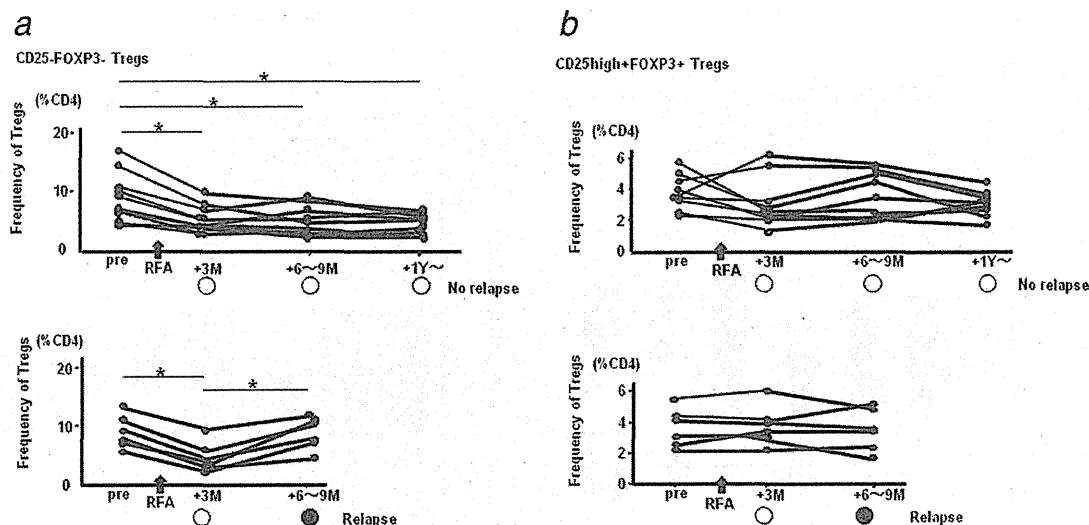 a
CD25-FOXP3- Tregs
Frequency of Tregs
(%CD4)
*
*
*
20
10
0
pre
RFA
+3M
+6～9M
+1Y～
No relapse
Frequency of Tregs
(%CD4)
*
*
20
10
0
pre
RFA
+3M
+6～9M
Relapse
b
CD25high+FOXP3+ Tregs
Frequency of Tregs
(%CD4)
6
4
2
0
pre
RFA
+3M
+6～9M
+1Y～
No relapse
Frequency of Tregs
(%CD4)
6
4
2
0
pre
RFA
+3M
+6～9M
Relapse